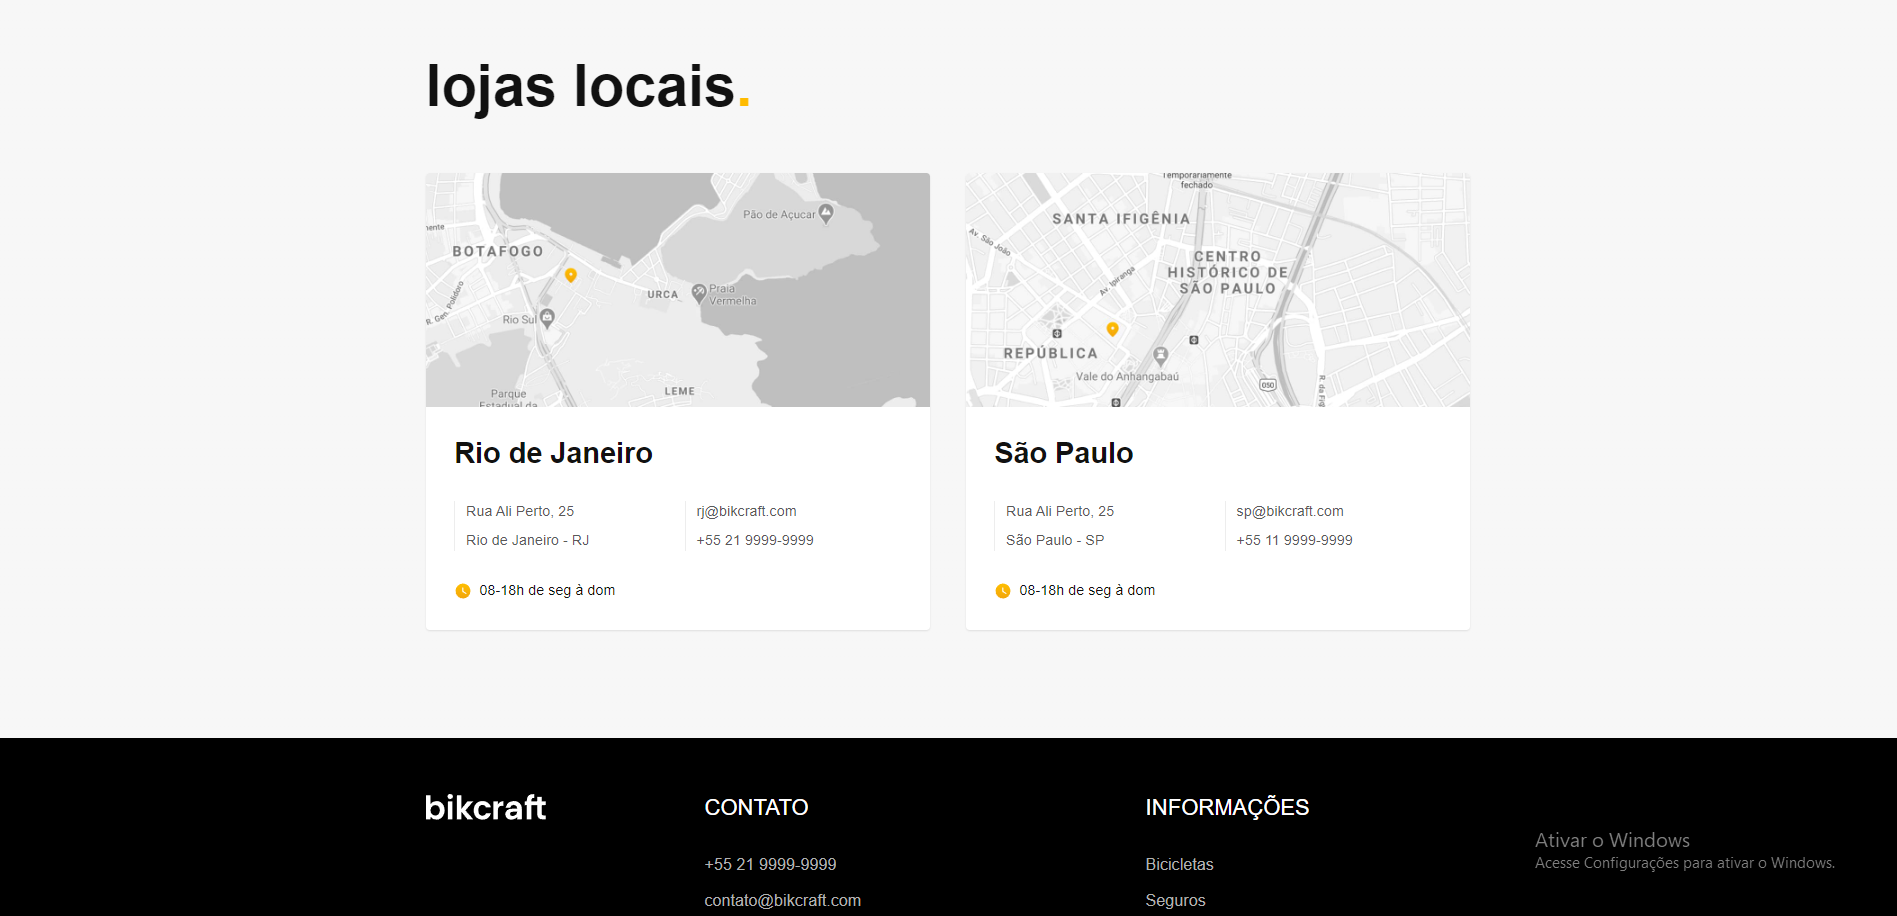 lojas locais.
mente
BOTAFOGO
Pão de Açucar
URCA
Praia
Vermelha
R. Gen. Polidoro
Rio Sul
LEME
Parque
Estadual da
Temporariamente
fechado
SANTA IFIGÊNIA
Av. São João
CENTRO
HISTÓRICO DE
SÃO PAULO
Av. Ipiranga
REPÚBLICA
Vale do Anhangabaú
050
R. da Fig
Rio de Janeiro
Rua Ali Perto, 25
Rio de Janeiro - RJ
rj@bikcraft.com
+55 21 9999-9999
08-18h de seg à dom
São Paulo
Rua Ali Perto, 25
São Paulo - SP
sp@bikcraft.com
+55 11 9999-9999
08-18h de seg à dom
bikcraft
CONTATO
+55 21 9999-9999
contato@bikcraft.com
INFORMAÇÕES
Bicicletas
Seguros
Ativar o Windows
Acesse Configurações para ativar o Windows.